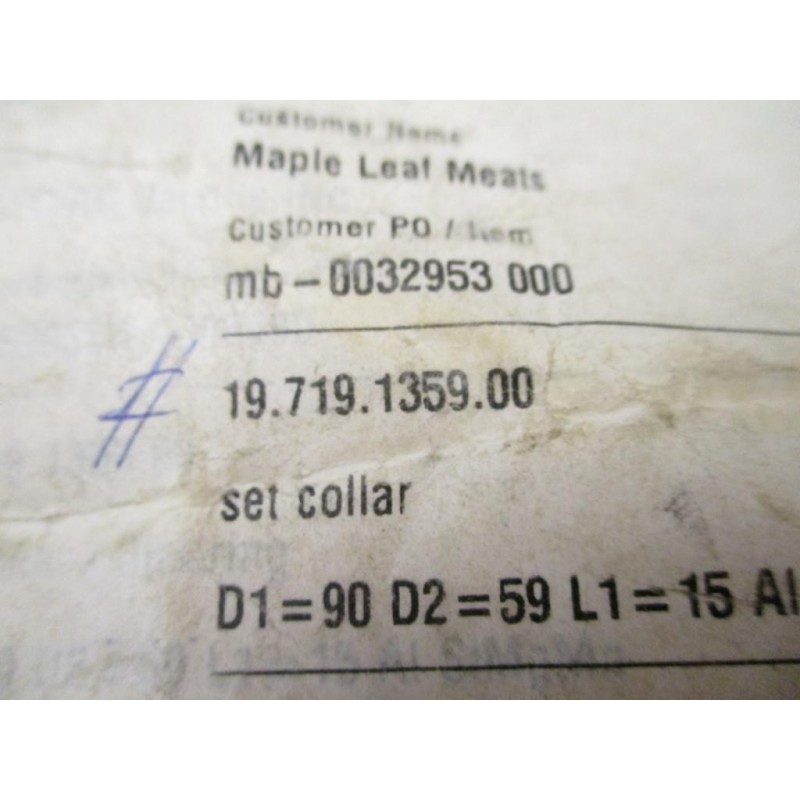 Customer Name
Maple Leaf Meats
Customer PO / Item
mb-0032953 000
# 19.719.1359.00
set collar
D1=90 D2=59 L1=15 Al